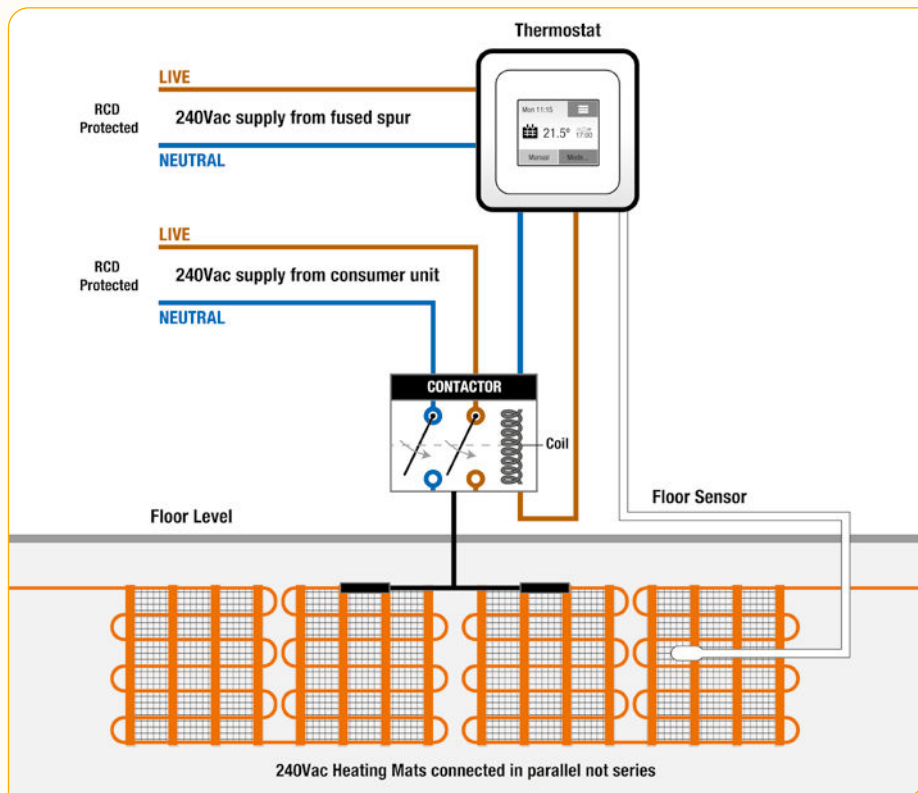 Thermostat
LIVE
RCD
Protected
240Vac supply from fused spur
NEUTRAL
Mon 11:15
21.5°
17:00
Manual
Mode...
LIVE
RCD
Protected
240Vac supply from consumer unit
NEUTRAL
CONTACTOR
Coil
Floor Sensor
Floor Level
240Vac Heating Mats connected in parallel not series